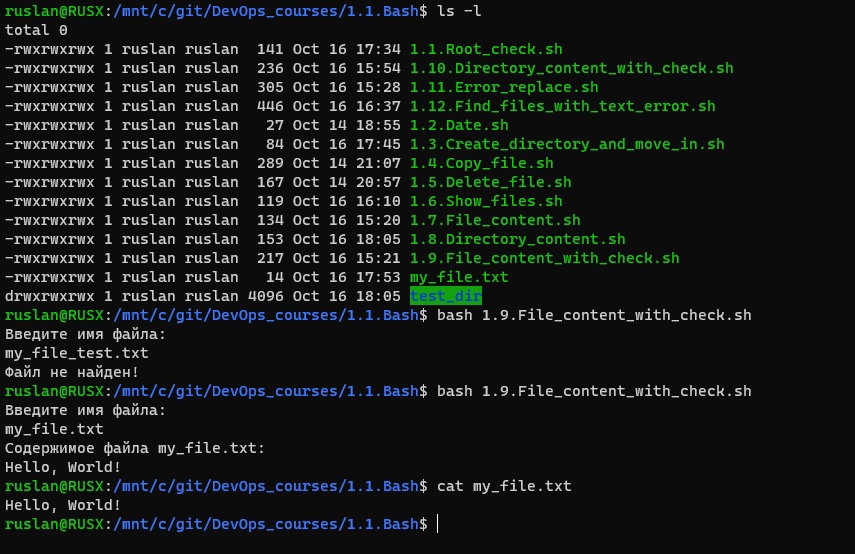 ruslan@RUSX:/mnt/c/git/DevOps_courses/1.1.Bash$ ls -l
total 0
-rwxrwxrwx 1 ruslan ruslan  141 Oct 16 17:34 1.1.Root_check.sh
-rwxrwxrwx 1 ruslan ruslan  236 Oct 16 15:54 1.10.Directory_content_with_check.sh
-rwxrwxrwx 1 ruslan ruslan  305 Oct 16 15:28 1.11.Error_replace.sh
-rwxrwxrwx 1 ruslan ruslan  446 Oct 16 16:37 1.12.Find_files_with_text_error.sh
-rwxrwxrwx 1 ruslan ruslan   27 Oct 14 18:55 1.2.Date.sh
-rwxrwxrwx 1 ruslan ruslan   84 Oct 16 17:45 1.3.Create_directory_and_move_in.sh
-rwxrwxrwx 1 ruslan ruslan  289 Oct 14 21:07 1.4.Copy_file.sh
-rwxrwxrwx 1 ruslan ruslan  167 Oct 14 20:57 1.5.Delete_file.sh
-rwxrwxrwx 1 ruslan ruslan  119 Oct 16 16:10 1.6.Show_files.sh
-rwxrwxrwx 1 ruslan ruslan  134 Oct 16 15:20 1.7.File_content.sh
-rwxrwxrwx 1 ruslan ruslan  153 Oct 16 18:05 1.8.Directory_content.sh
-rwxrwxrwx 1 ruslan ruslan  217 Oct 16 15:21 1.9.File_content_with_check.sh
-rwxrwxrwx 1 ruslan ruslan   14 Oct 16 17:53 my_file.txt
drwxrwxrwx 1 ruslan ruslan 4096 Oct 16 18:05 test_dir
ruslan@RUSX:/mnt/c/git/DevOps_courses/1.1.Bash$ bash 1.9.File_content_with_check.sh
Введите имя файла:
my_file_test.txt
Файл не найден!
ruslan@RUSX:/mnt/c/git/DevOps_courses/1.1.Bash$ bash 1.9.File_content_with_check.sh
Введите имя файла:
my_file.txt
Содержимое файла my_file.txt:
Hello, World!
ruslan@RUSX:/mnt/c/git/DevOps_courses/1.1.Bash$ cat my_file.txt
Hello, World!
ruslan@RUSX:/mnt/c/git/DevOps_courses/1.1.Bash$